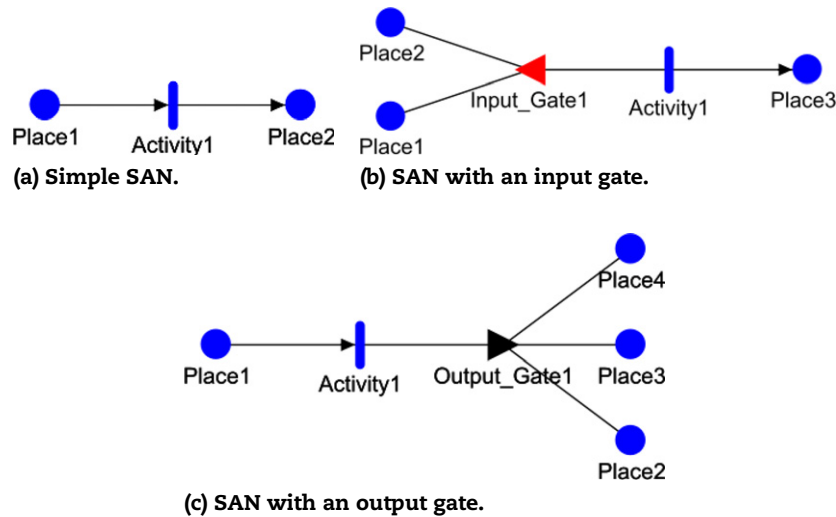 Place1
Activity1
Place2
(a) Simple SAN.
Place2
Place1
Input_Gate1
Activity1
Place3
(b) SAN with an input gate.
Place1
Activity1
Output_Gate1
Place4
Place3
Place2
(c) SAN with an output gate.